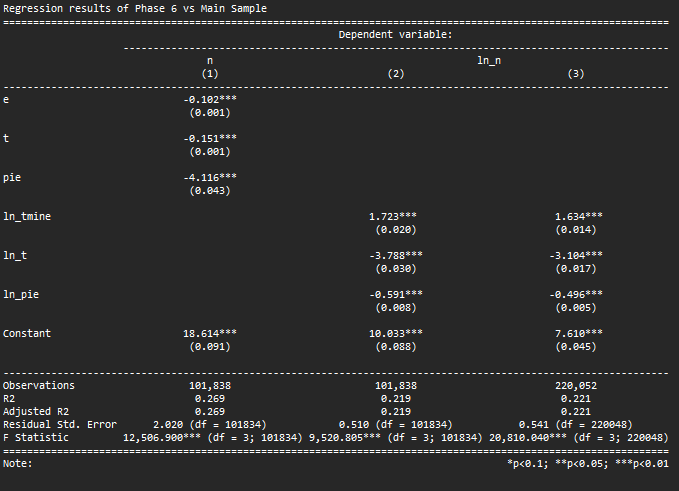 Regression results of Phase 6 vs Main Sample
Dependent variable:
n ln_n
(1) (2) (3)
e -0.102***
(0.001)
t -0.151***
(0.001)
pie -4.116***
(0.043)
ln_tmine 1.723*** 1.634***
(0.020) (0.014)
ln_t -3.788*** -3.104***
(0.030) (0.017)
ln_pie -0.591*** -0.496***
(0.008) (0.005)
Constant 18.614*** 10.033*** 7.610***
(0.091) (0.088) (0.045)
Observations 101,838 101,838 220,052
R2 0.269 0.219 0.221
Adjusted R2 0.269 0.219 0.221
Residual Std. Error 2.020 (df = 101834) 0.510 (df = 101834) 0.541 (df = 220048)
F Statistic 12,506.900*** (df = 3; 101834) 9,520.805*** (df = 3; 101834) 20,810.040*** (df = 3; 220048)
Note: *p<0.1; **p<0.05; ***p<0.01